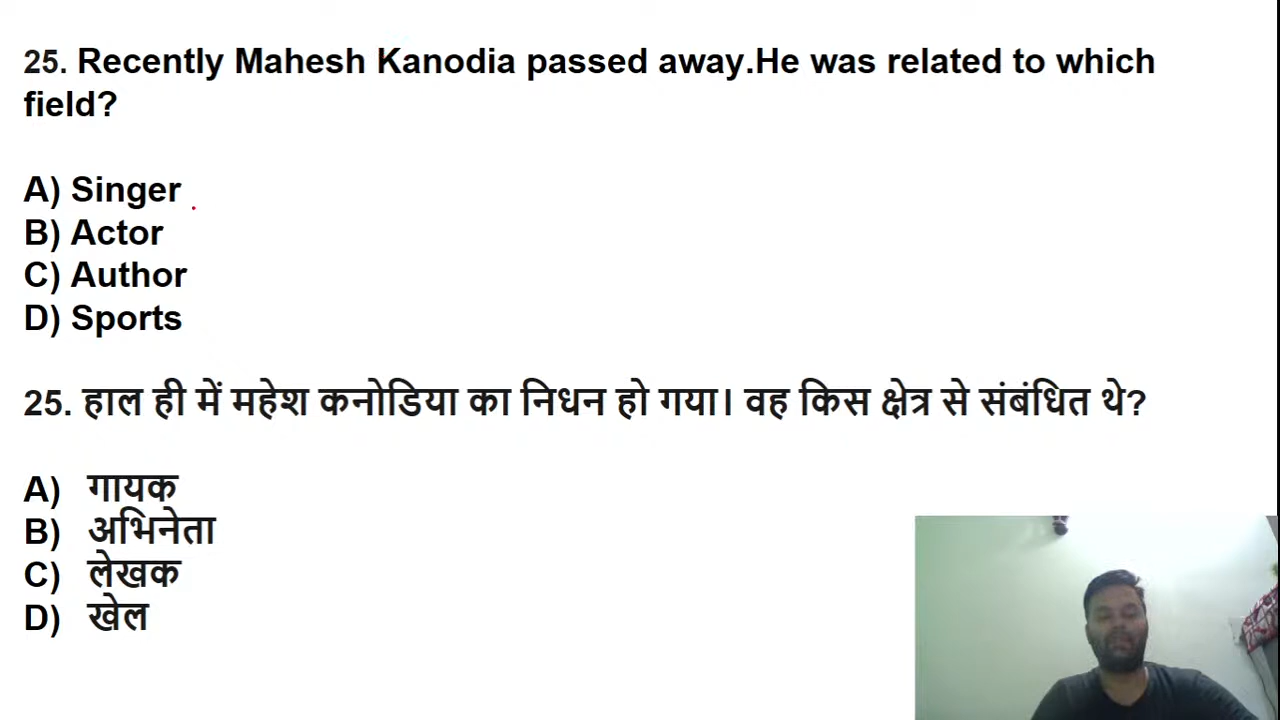 25. Recently Mahesh Kanodia passed away.He was related to which
field?
A) Singer
B) Actor
C) Author
D) Sports
25. हाल ही में महेश कनोडिया का निधन हो गया। वह किस क्षेत्र से संबंधित थे?
A) गायक
B) अभिनेता
C) लेखक
D) खेल